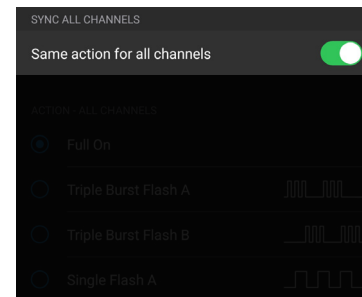 SYNC ALL CHANNELS
Same action for all channels
ACTION - ALL CHANNELS
Full On
Triple Burst Flash A
Triple Burst Flash B
Single Flash A